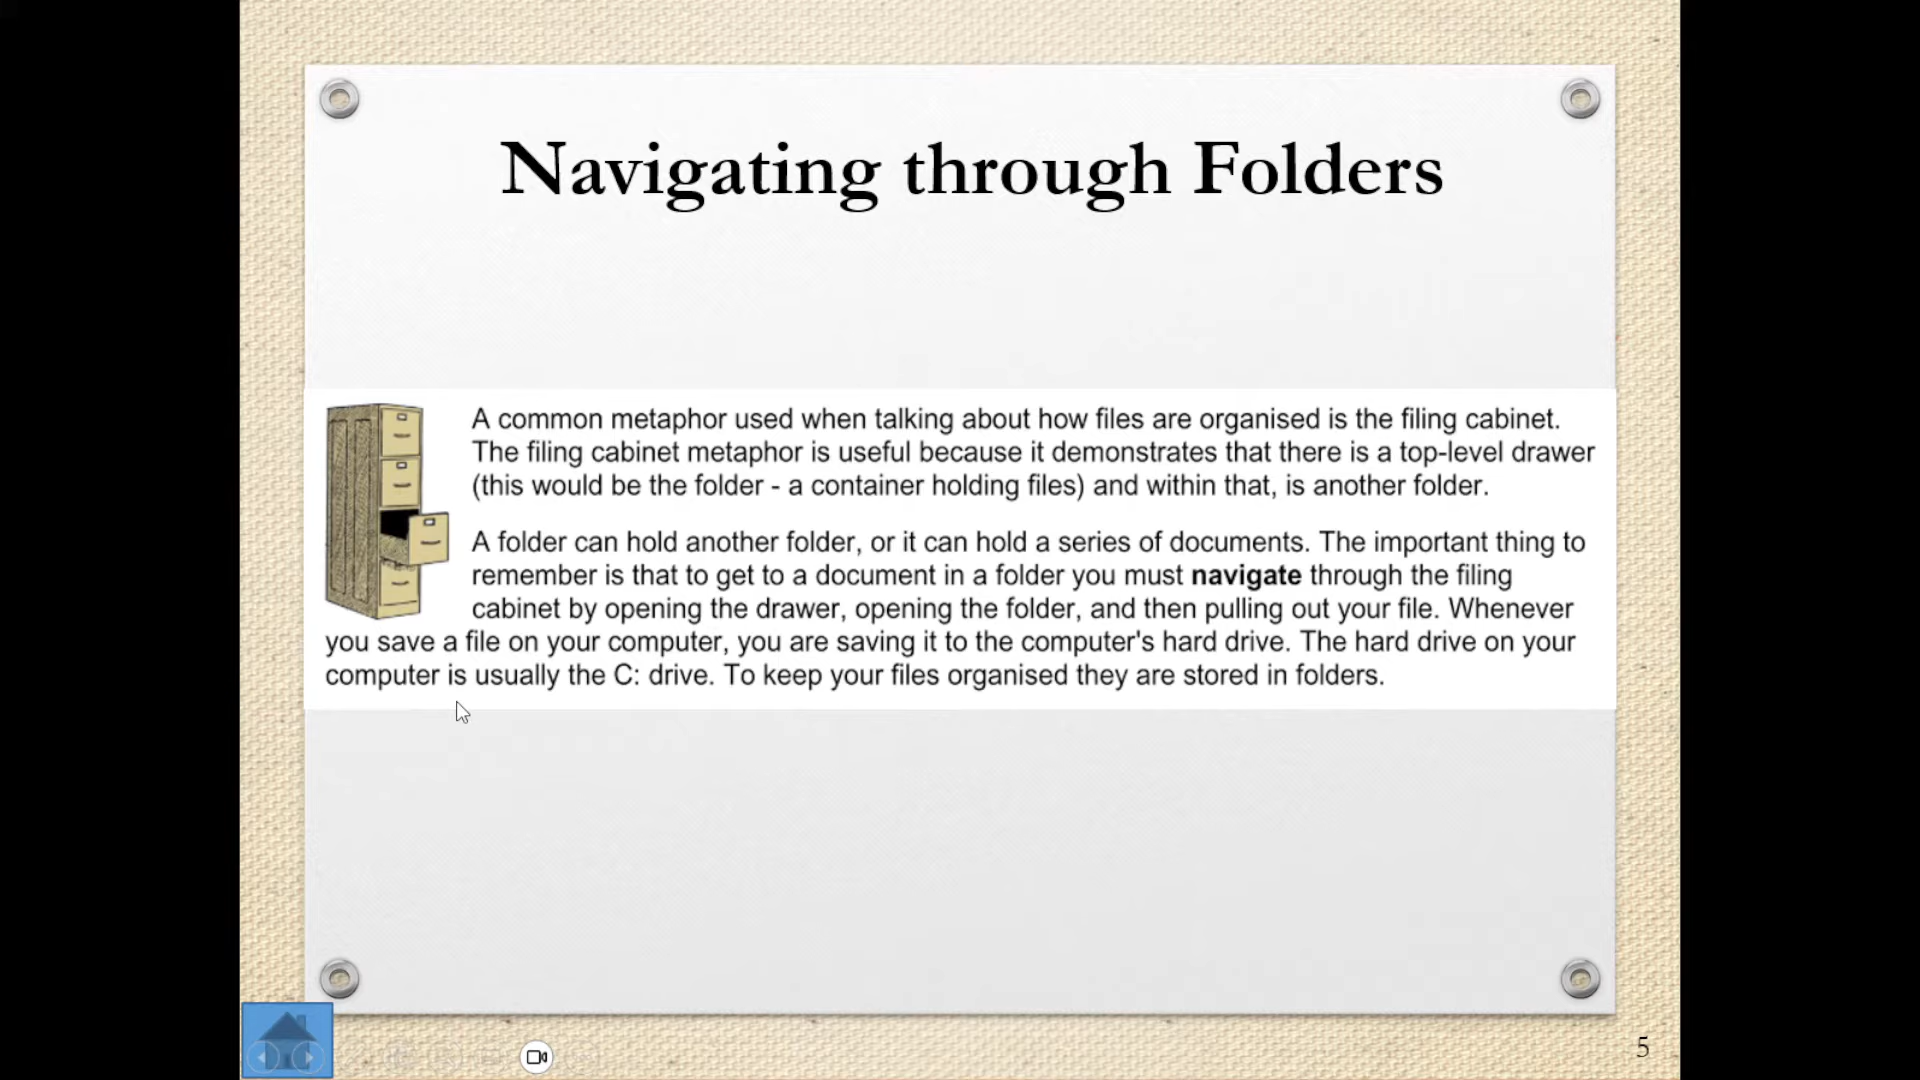 Navigating through Folders
A common metaphor used when talking about how files are organised is the filing cabinet.
The filing cabinet metaphor is useful because it demonstrates that there is a top-level drawer
(this would be the folder - a container holding files) and within that, is another folder.
A folder can hold another folder, or it can hold a series of documents. The important thing to
remember is that to get to a document in a folder you must navigate through the filing
cabinet by opening the drawer, opening the folder, and then pulling out your file. Whenever
you save a file on your computer, you are saving it to the computer's hard drive. The hard drive on your
computer is usually the C: drive. To keep your files organised they are stored in folders.
5